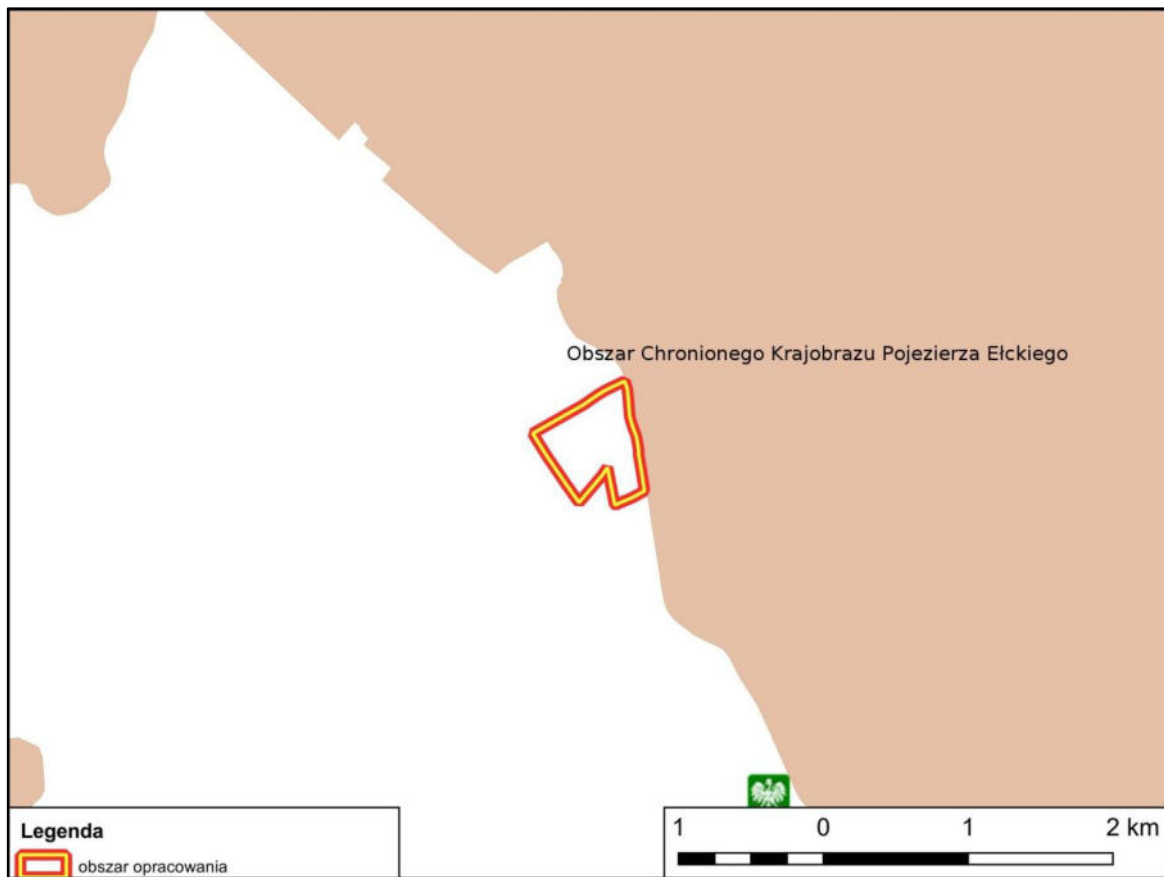 Obszar Chronionego Krajobrazu Pojezierza Ełckiego
Legenda
obszar opracowania
1 0 1 2 km